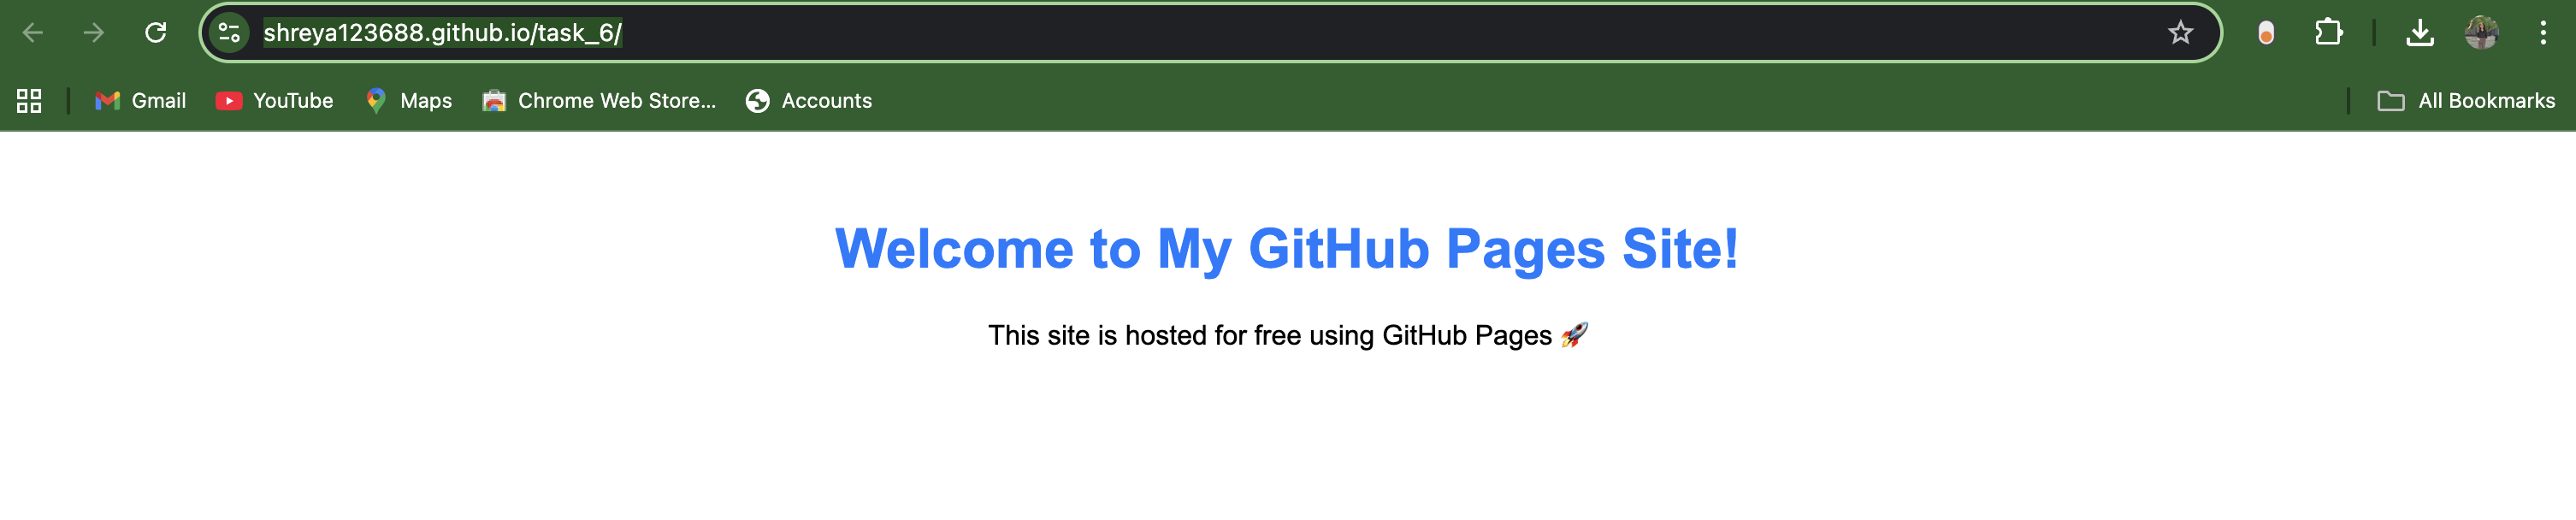 shreya123688.github.io/task_6/
Gmail YouTube Maps Chrome Web Store... Accounts All Bookmarks
Welcome to My GitHub Pages Site!
This site is hosted for free using GitHub Pages 🚀